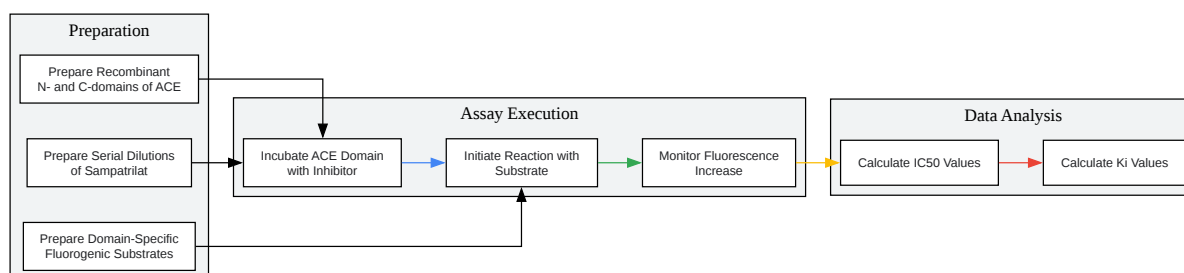 Preparation
Prepare Recombinant
N- and C-domains of ACE
Prepare Serial Dilutions
of Sampatrilat
Prepare Domain-Specific
Fluorogenic Substrates
Assay Execution
Incubate ACE Domain
with Inhibitor
Initiate Reaction with
Substrate
Monitor Fluorescence
Increase
Data Analysis
Calculate IC50 Values
Calculate Ki Values